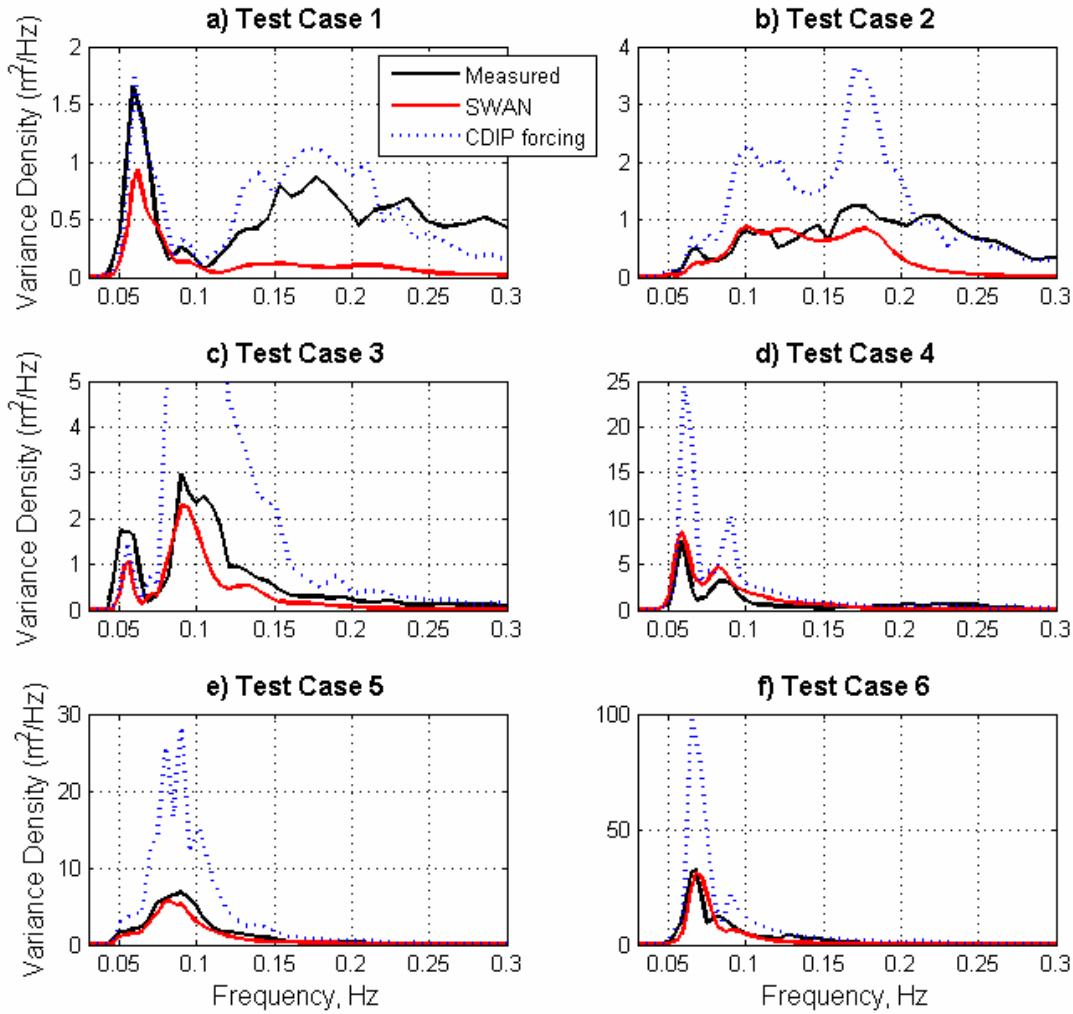 a) Test Case 1
Variance Density (m²/Hz)
2
1.5
1
0.5
0
0.05 0.1 0.15 0.2 0.25 0.3
Measured
SWAN
CDIP forcing
b) Test Case 2
4
3
2
1
0
0.05 0.1 0.15 0.2 0.25 0.3
c) Test Case 3
Variance Density (m²/Hz)
5
4
3
2
1
0
0.05 0.1 0.15 0.2 0.25 0.3
d) Test Case 4
25
20
15
10
5
0
0.05 0.1 0.15 0.2 0.25 0.3
e) Test Case 5
Variance Density (m²/Hz)
30
20
10
0
0.05 0.1 0.15 0.2 0.25 0.3
Frequency, Hz
f) Test Case 6
100
50
0
0.05 0.1 0.15 0.2 0.25 0.3
Frequency, Hz